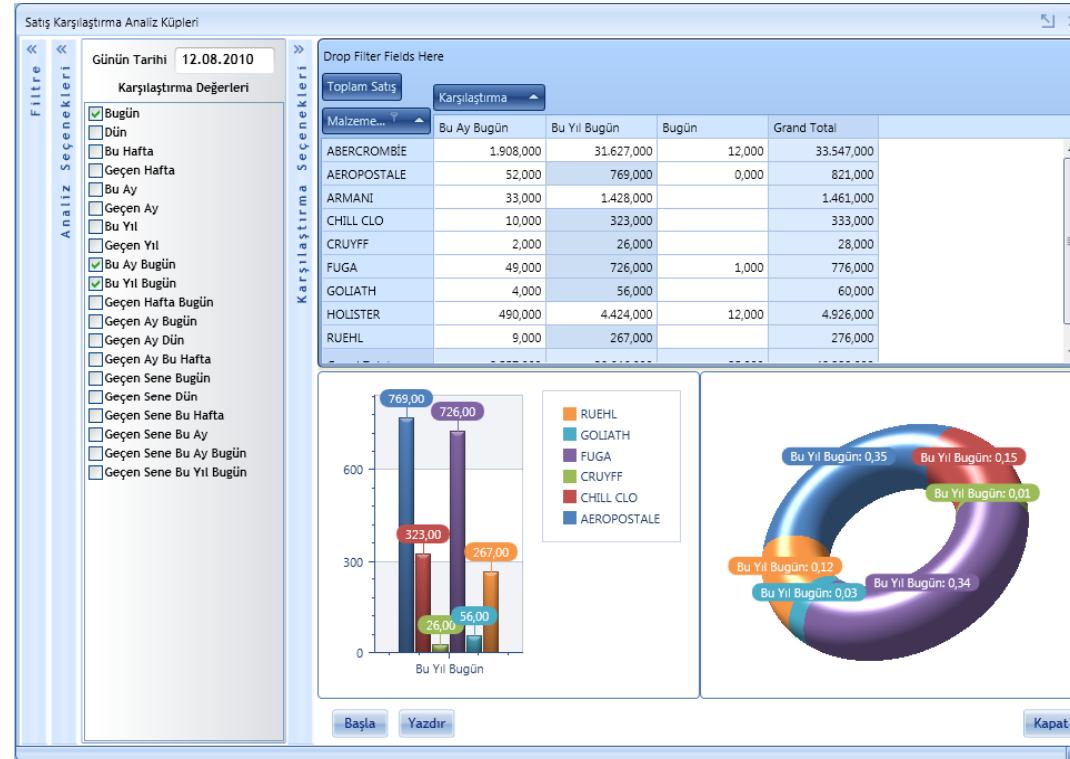 Satış Karşılaştırma Analiz Küpleri
Filtre
Analiz Seçenekleri
Günün Tarihi 12.08.2010
Karşılaştırma Değerleri
Bugün
Dün
Bu Hafta
Geçen Hafta
Bu Ay
Geçen Ay
Bu Yıl
Geçen Yıl
Bu Ay Bugün
Bu Yıl Bugün
Geçen Hafta Bugün
Geçen Ay Bugün
Geçen Ay Dün
Geçen Ay Bu Hafta
Geçen Sene Bugün
Geçen Sene Dün
Geçen Sene Bu Hafta
Geçen Sene Bu Ay
Geçen Sene Bu Ay Bugün
Geçen Sene Bu Yıl Bugün
Karşılaştırma Seçenekleri
Drop Filter Fields Here
Toplam Satış
Karşılaştırma
Malzeme... Bu Ay Bugün Bu Yıl Bugün Bugün Grand Total
ABERCROMBİE 1.908,000 31.627,000 12,000 33.547,000
AEROPOSTALE 52,000 769,000 0,000 821,000
ARMANI 33,000 1.428,000 1.461,000
CHILL CLO 10,000 323,000 333,000
CRUYFF 2,000 26,000 28,000
FUGA 49,000 726,000 1,000 776,000
GOLIATH 4,000 56,000 60,000
HOLISTER 490,000 4.424,000 12,000 4.926,000
RUEHL 9,000 267,000 276,000
769,00
726,00
600
323,00
300
267,00
26,00
56,00
0
Bu Yıl Bugün
RUEHL
GOLIATH
FUGA
CRUYFF
CHILL CLO
AEROPOSTALE
Bu Yıl Bugün: 0,35
Bu Yıl Bugün: 0,15
Bu Yıl Bugün: 0,01
Bu Yıl Bugün: 0,12
Bu Yıl Bugün: 0,34
Bu Yıl Bugün: 0,03
Başla
Yazdır
Kapat